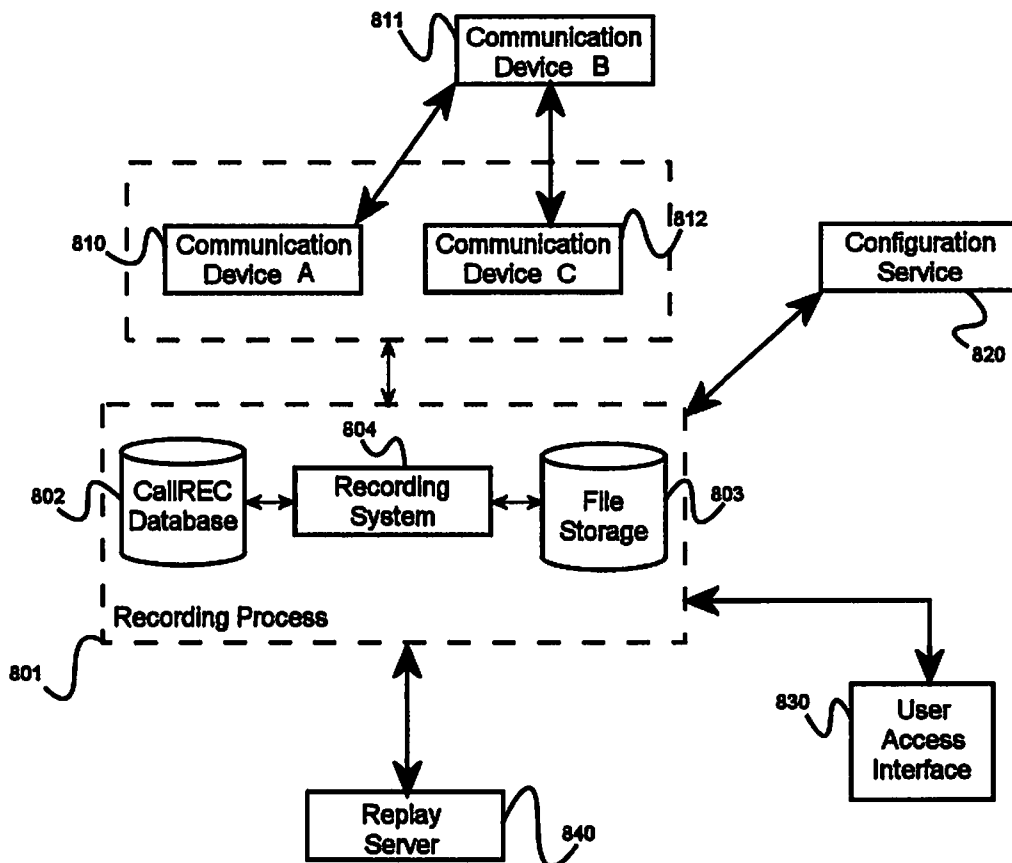 811
Communication
Device B
810
Communication
Device A
Communication
Device C
812
Configuration
Service
820
804
802
CallREC
Database
Recording
System
File
Storage
803
Recording Process
801
830
User
Access
Interface
Replay
Server
840